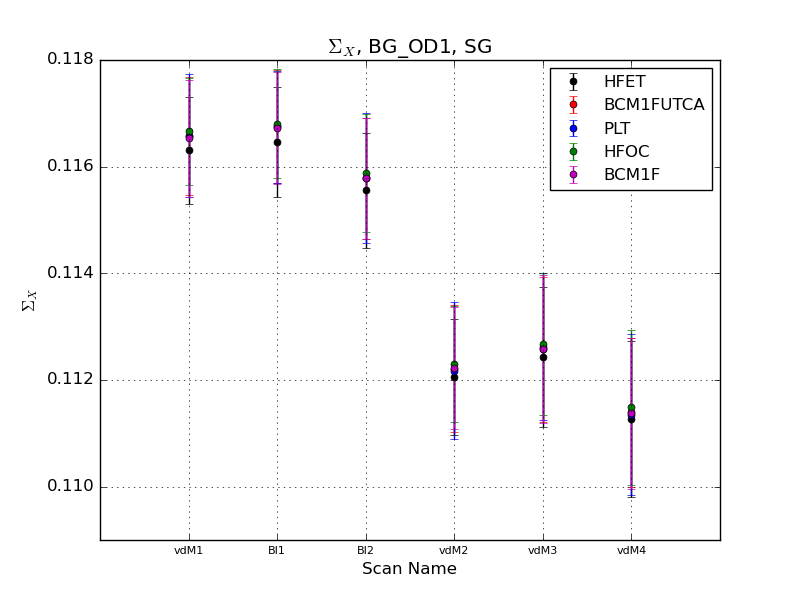 Σ_X, BG_OD1, SG
0.118
0.116
0.114
0.112
0.110
Σ_X
HFET
BCM1FUTCA
PLT
HFOC
BCM1F
vdM1 BI1 BI2 vdM2 vdM3 vdM4
Scan Name